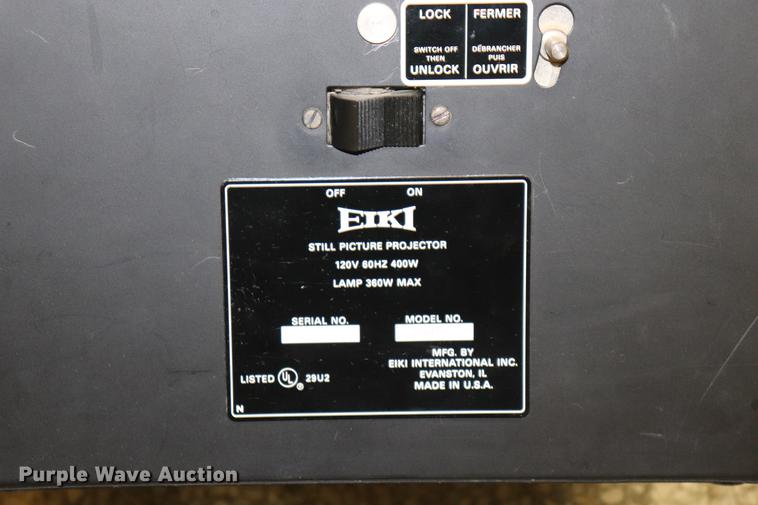 LOCK FERMER
SWITCH OFF THEN UNLOCK
DÉBRANCHER PUIS OUVRIR
OFF ON
EIKI
STILL PICTURE PROJECTOR
120V 60HZ 400W
LAMP 360W MAX
SERIAL NO. MODEL NO.
MFG. BY
EIKI INTERNATIONAL INC.
EVANSTON, IL
MADE IN U.S.A.
LISTED UL ® 29U2
N
Purple Wave Auction